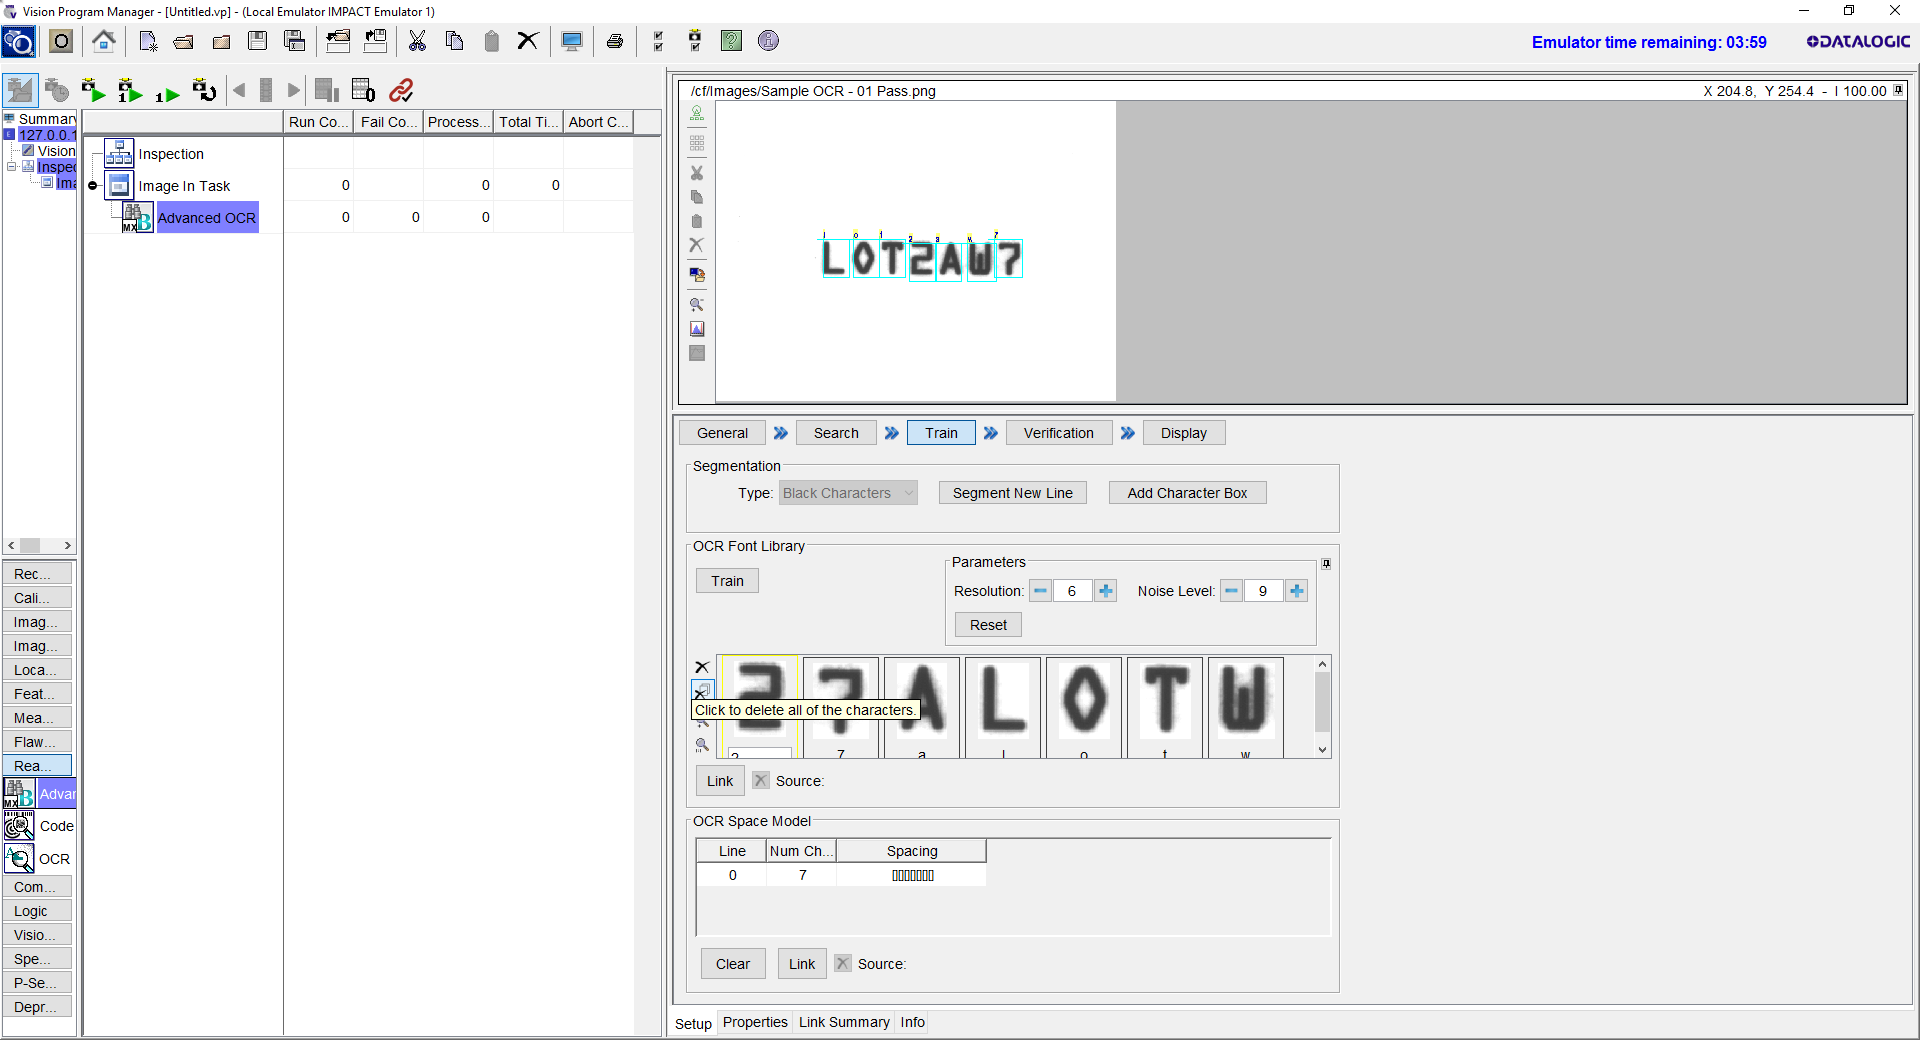 Vision Program Manager - [Untitled.vp] - (Local Emulator IMPACT Emulator 1)
Emulator time remaining: 03:59
DATALOGIC
Summary
127.0.0.1
Vision
Inspec
Ima
Run Co... Fail Co... Process... Total Ti... Abort C...
Inspection
Image In Task 0 0 0
Advanced OCR 0 0 0
/cf/Images/Sample OCR - 01 Pass.png
X 204.8, Y 254.4 - I 100.00
l o t 2 a w 7
LOT2AW7
General Search Train Verification Display
Segmentation
Type: Black Characters Segment New Line Add Character Box
OCR Font Library
Train
Parameters
Resolution: 6 Noise Level: 9
Reset
2 7 A L O T W
Click to delete all of the characters.
2 7 a l o t w
Link Source:
OCR Space Model
Line Num Ch... Spacing
0 7
Clear Link Source:
Setup Properties Link Summary Info
Rec...
Cali...
Imag...
Imag...
Loca...
Feat...
Mea...
Flaw...
Rea...
Advan
Code
OCR
Com...
Logic
Visio...
Spe...
P-Se...
Depr...